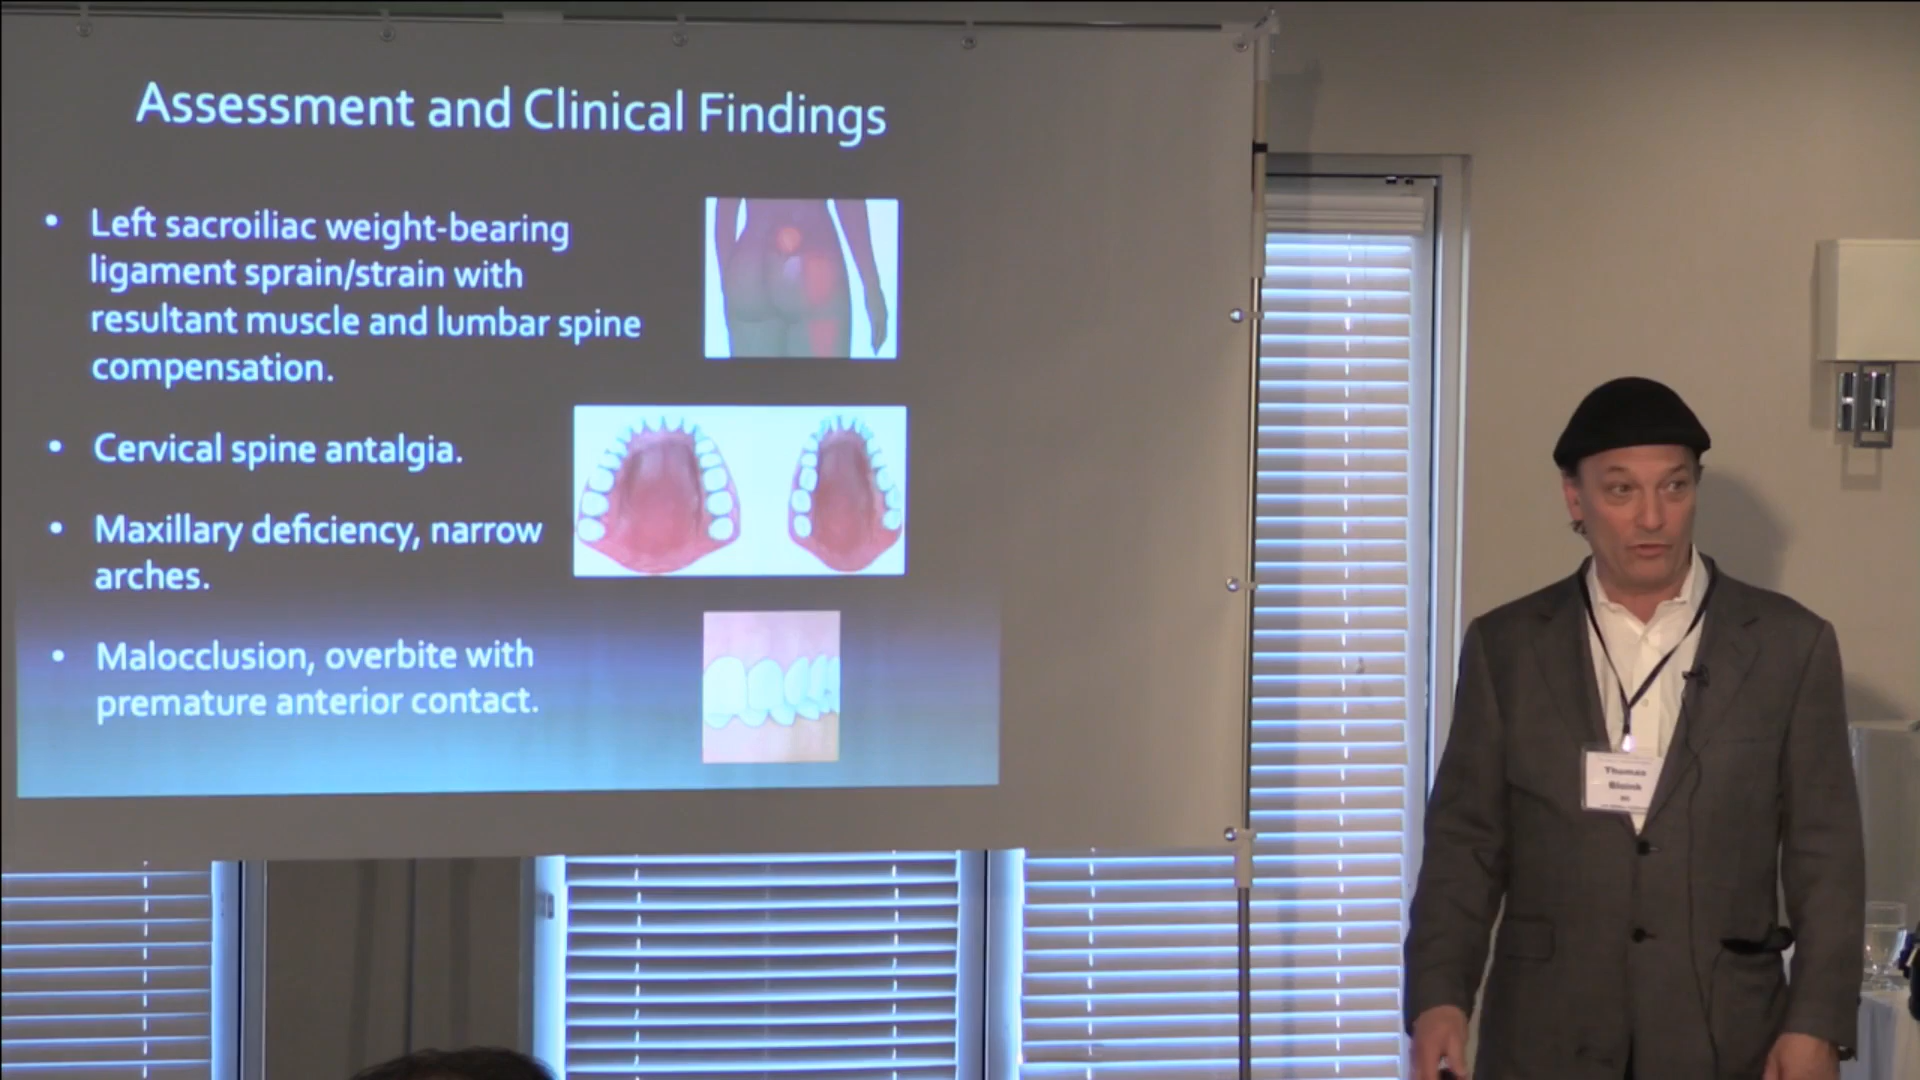 Assessment and Clinical Findings
• Left sacroiliac weight-bearing
ligament sprain/strain with
resultant muscle and lumbar spine
compensation.
• Cervical spine antalgia.
• Maxillary deficiency, narrow
arches.
• Malocclusion, overbite with
premature anterior contact.
Thomas